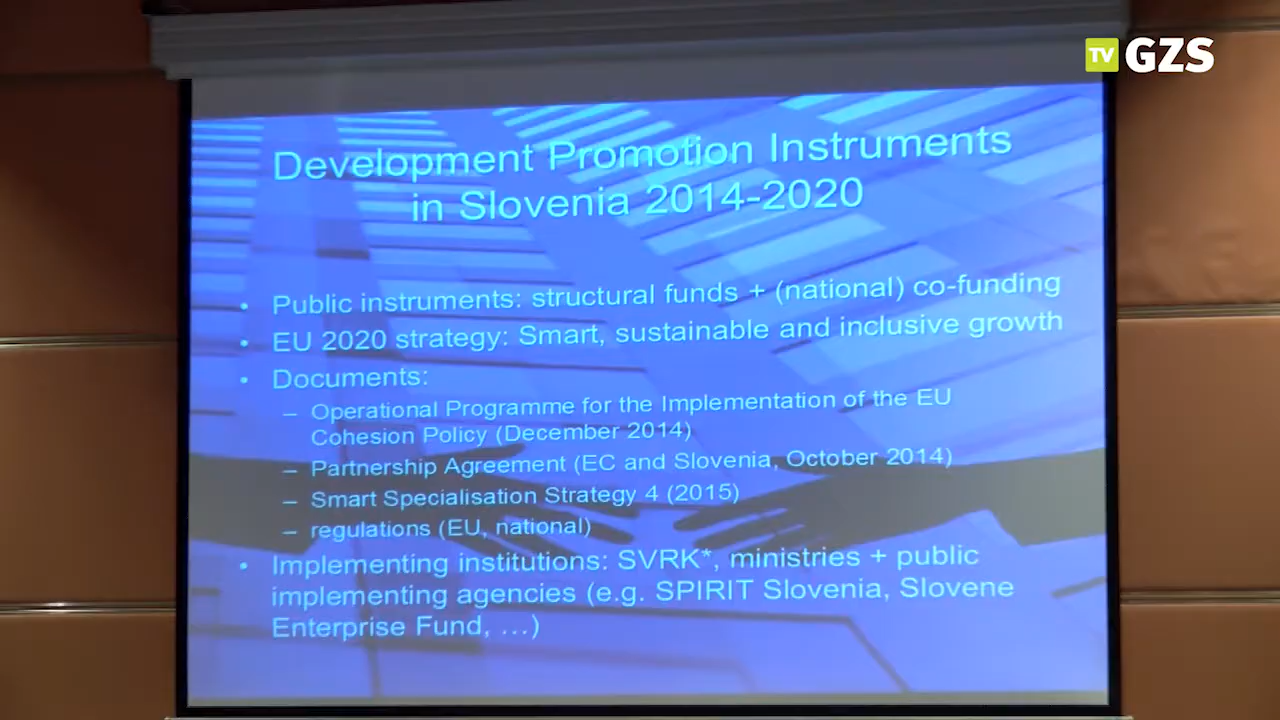 TV GZS
Development Promotion Instruments
in Slovenia 2014-2020
• Public instruments: structural funds + (national) co-funding
• EU 2020 strategy: Smart, sustainable and inclusive growth
• Documents:
– Operational Programme for the Implementation of the EU
Cohesion Policy (December 2014)
– Partnership Agreement (EC and Slovenia, October 2014)
– Smart Specialisation Strategy 4 (2015)
– regulations (EU, national)
• Implementing institutions: SVRK*, ministries + public
implementing agencies (e.g. SPIRIT Slovenia, Slovene
Enterprise Fund, …)